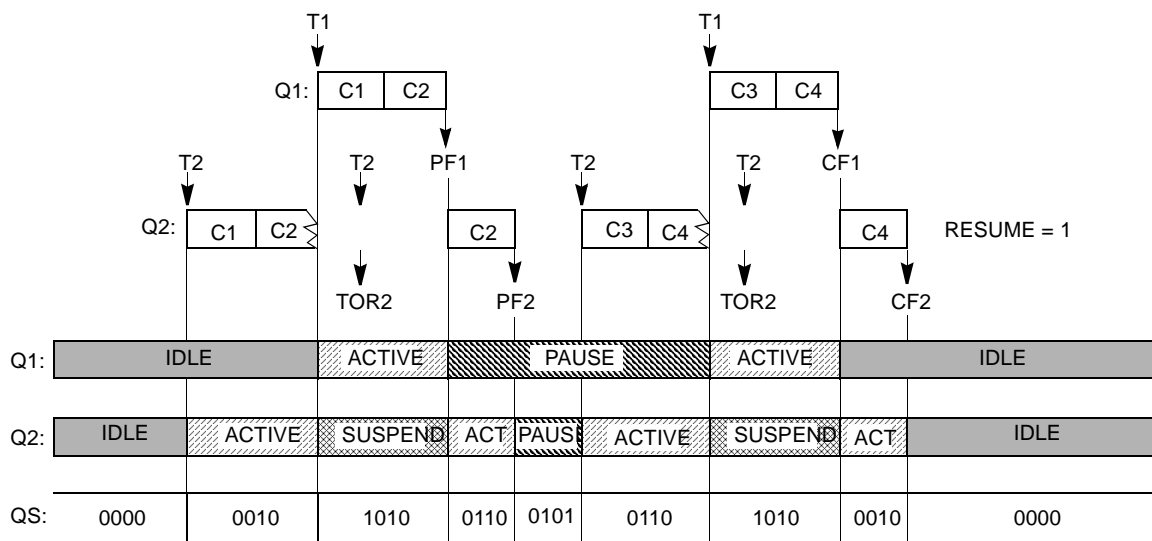 T1 T1
Q1: C1 C2 C3 C4
T2 T2 PF1 T2 T2 CF1
Q2: C1 C2 C2 C3 C4 C4 RESUME = 1
TOR2 PF2 TOR2 CF2
Q1: IDLE ACTIVE PAUSE ACTIVE IDLE
Q2: IDLE ACTIVE SUSPEND ACT PAUSE ACTIVE SUSPEND ACT IDLE
QS: 0000 0010 1010 0110 0101 0110 1010 0010 0000